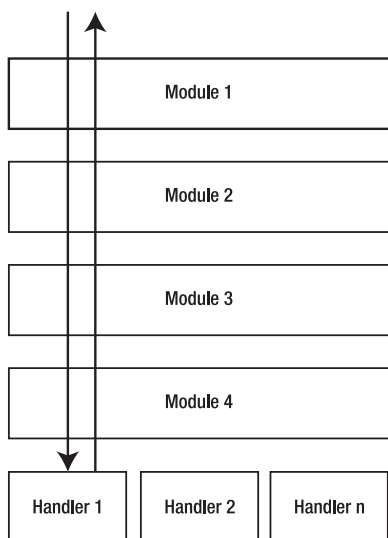 Module 1
Module 2
Module 3
Module 4
Handler 1 Handler 2 Handler n